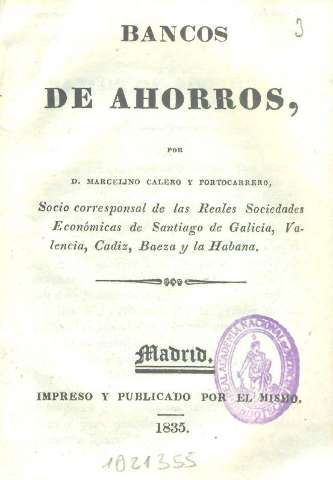 3
BANCOS
DE AHORROS,
POR
D. MARCELINO CALERO Y PORTOCARRERO,
Socio corresponsal de las Reales Sociedades
Económicas de Santiago de Galicia, Va-
lencia, Cadiz, Baeza y la Habana.
Madrid.
IMPRESO Y PUBLICADO POR EL MISMO.
1835.
1021355